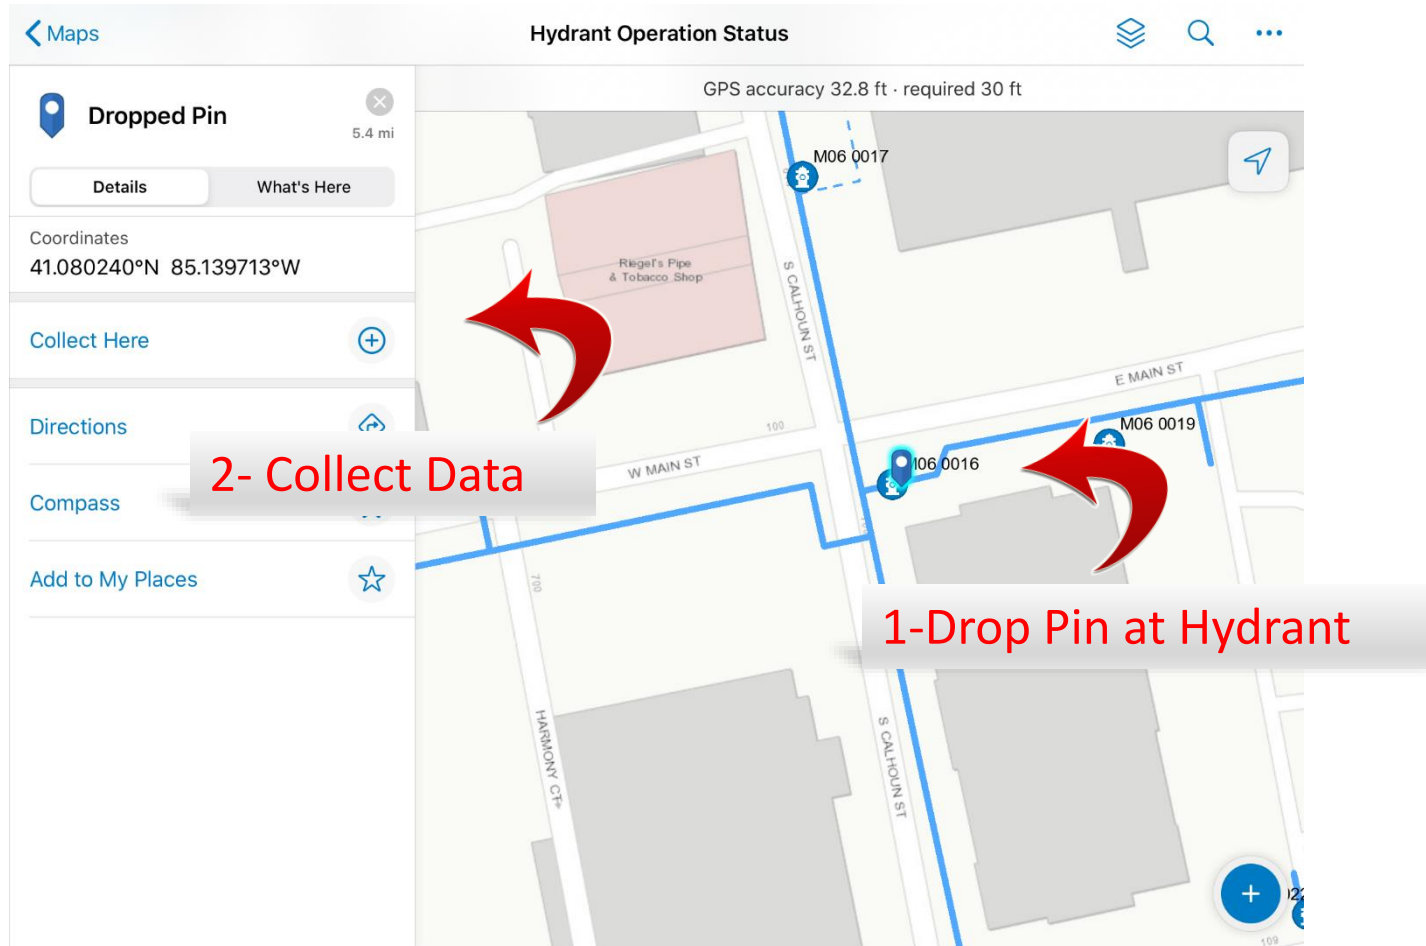 Maps
Hydrant Operation Status
GPS accuracy 32.8 ft · required 30 ft
Dropped Pin
5.4 mi
Details
What's Here
Coordinates
41.080240°N 85.139713°W
Collect Here
Directions
Compass
Add to My Places
2- Collect Data
1-Drop Pin at Hydrant
M06 0017
Riegel's Pipe
& Tobacco Shop
S CALHOUN ST
E MAIN ST
100
M06 0019
W MAIN ST
06 0016
700
HARMONY CT
S CALHOUN ST
109